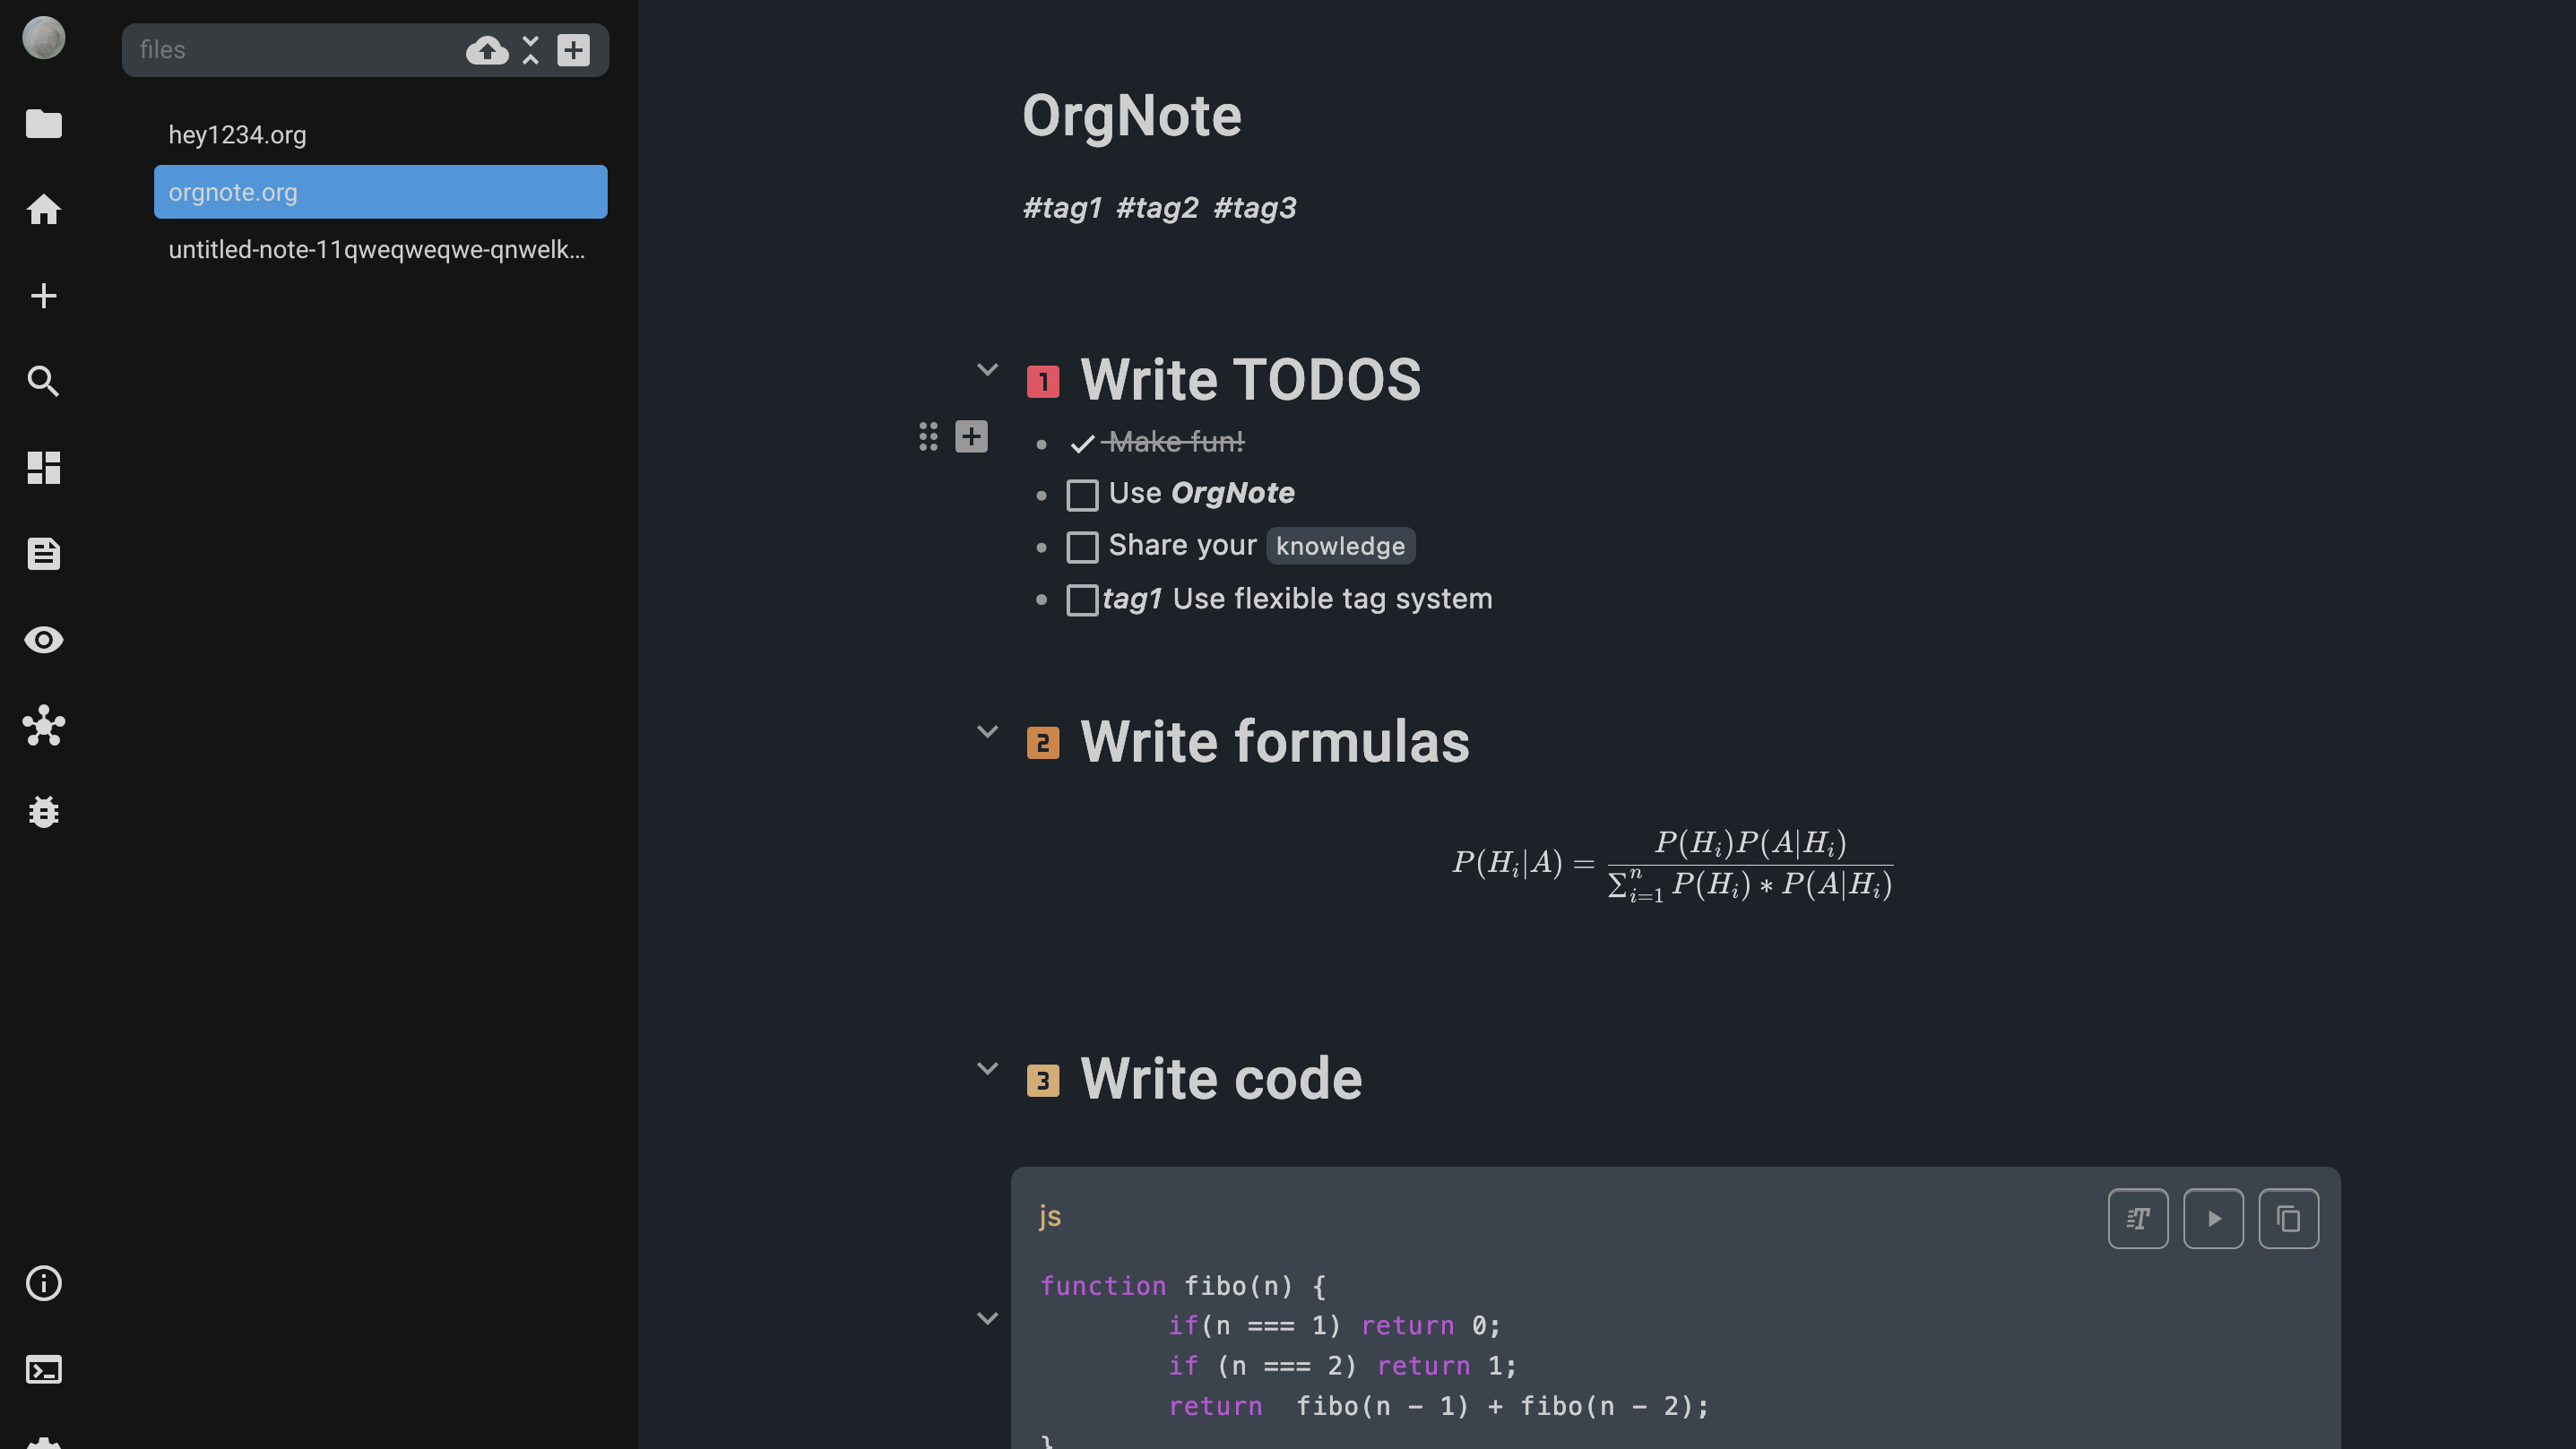 files
hey1234.org
orgnote.org
untitled-note-11qweqweqwe-qnwelk...
OrgNote
#tag1 #tag2 #tag3
1 Write TODOS
Make fun!
Use OrgNote
Share your knowledge
tag1 Use flexible tag system
2 Write formulas
P(H_i|A) = \frac{P(H_i)P(A|H_i)}{\sum_{i=1}^{n} P(H_i) * P(A|H_i)}
3 Write code
js
function fibo(n) {
if(n === 1) return 0;
if (n === 2) return 1;
return  fibo(n - 1) + fibo(n - 2);
}